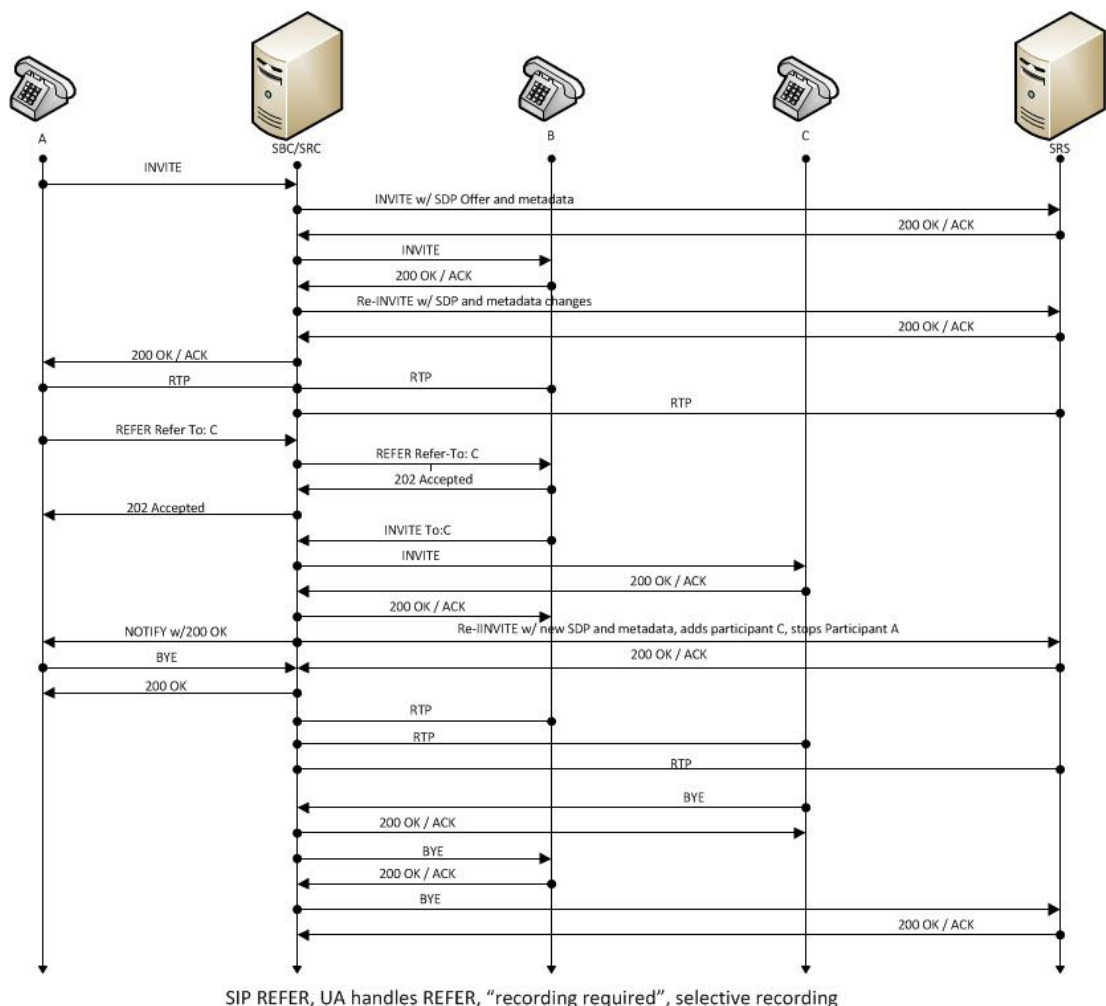 A
SBC/SRC
B
C
SRS
INVITE
INVITE w/ SDP Offer and metadata
200 OK / ACK
INVITE
200 OK / ACK
Re-INVITE w/ SDP and metadata changes
200 OK / ACK
200 OK / ACK
RTP
RTP
RTP
REFER Refer To: C
REFER Refer-To: C
202 Accepted
202 Accepted
INVITE To:C
INVITE
200 OK / ACK
200 OK / ACK
NOTIFY w/200 OK
Re-IINVITE w/ new SDP and metadata, adds participant C, stops Participant A
BYE
200 OK / ACK
200 OK
RTP
RTP
RTP
BYE
200 OK / ACK
BYE
200 OK / ACK
BYE
200 OK / ACK
SIP REFER, UA handles REFER, “recording required”, selective recording